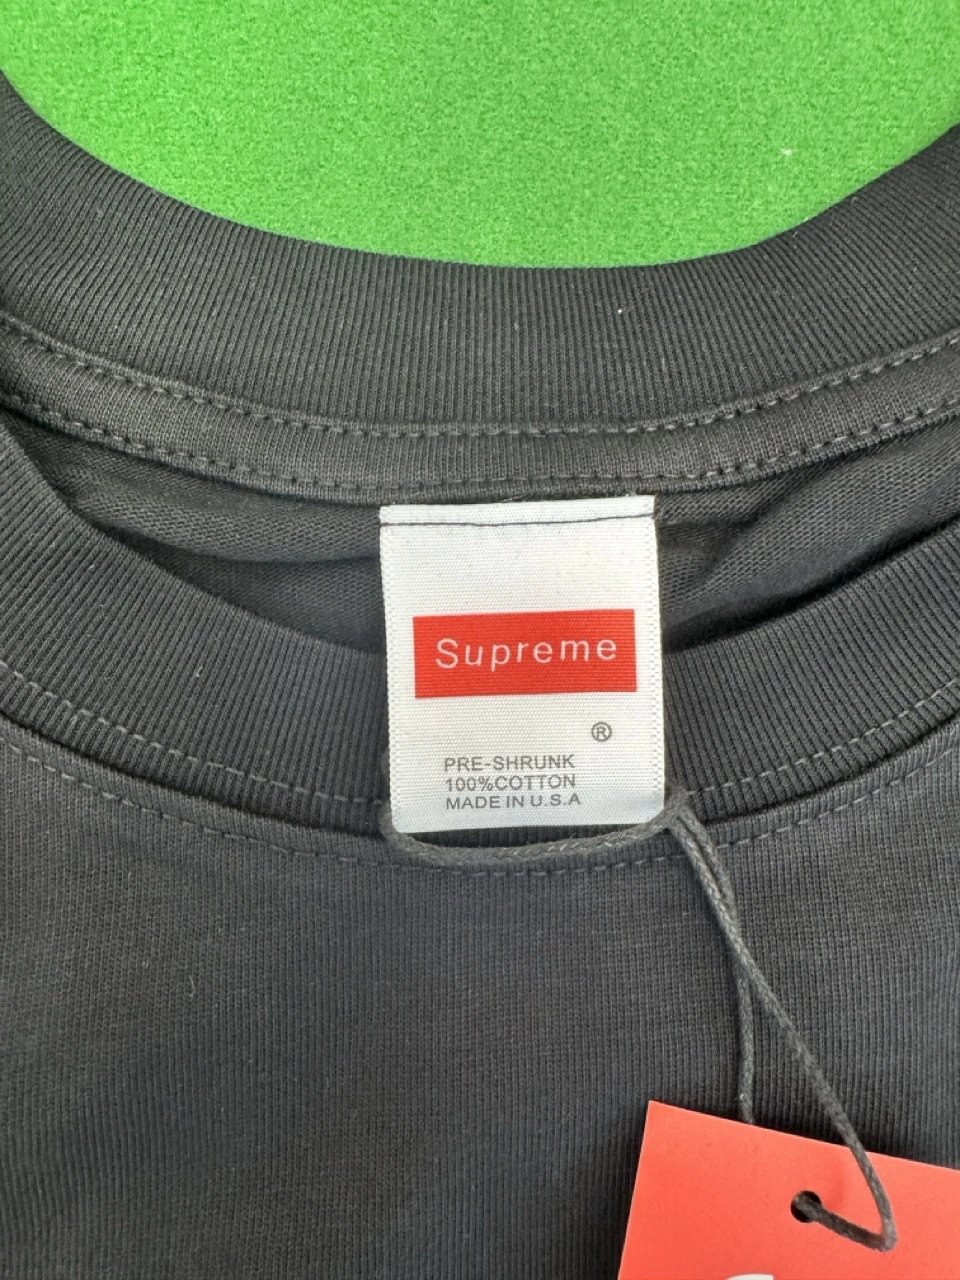 Supreme
®
PRE-SHRUNK
100%COTTON
MADE IN U.S.A